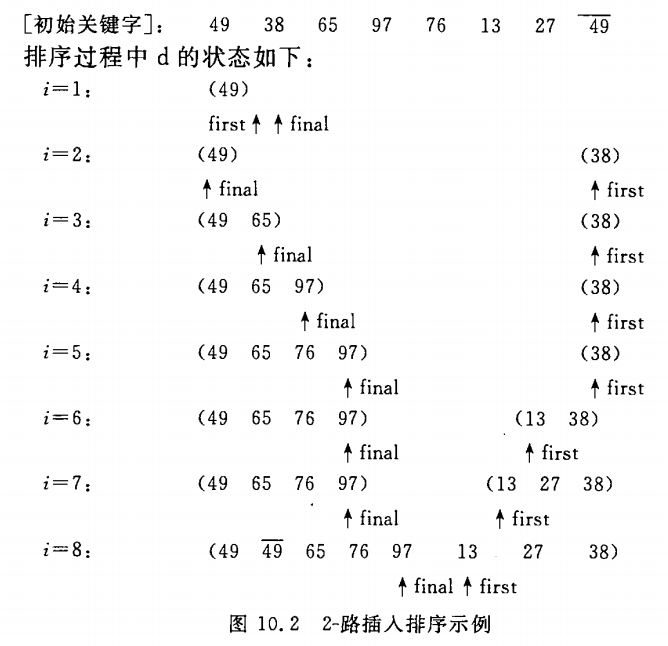 [初始关键字]： 49 38 65 97 76 13 27 4̅9̅
排序过程中 d 的状态如下：
i＝1： (49)
first↑ ↑final
i＝2： (49) (38)
↑final ↑first
i＝3： (49 65) (38)
↑final ↑first
i＝4： (49 65 97) (38)
↑final ↑first
i＝5： (49 65 76 97) (38)
↑final ↑first
i＝6： (49 65 76 97) (13 38)
↑final ↑first
i＝7： (49 65 76 97) (13 27 38)
↑final ↑first
i＝8： (49 4̅9̅ 65 76 97 13 27 38)
↑final ↑first
图 10.2 2-路插入排序示例